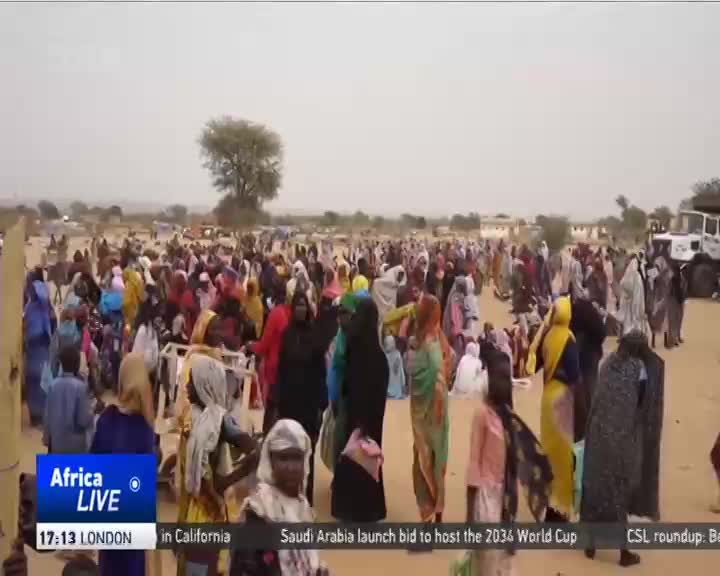 Africa
LIVE
17:13 LONDON
in California Saudi Arabia launch bid to host the 2034 World Cup CSL roundup: Be